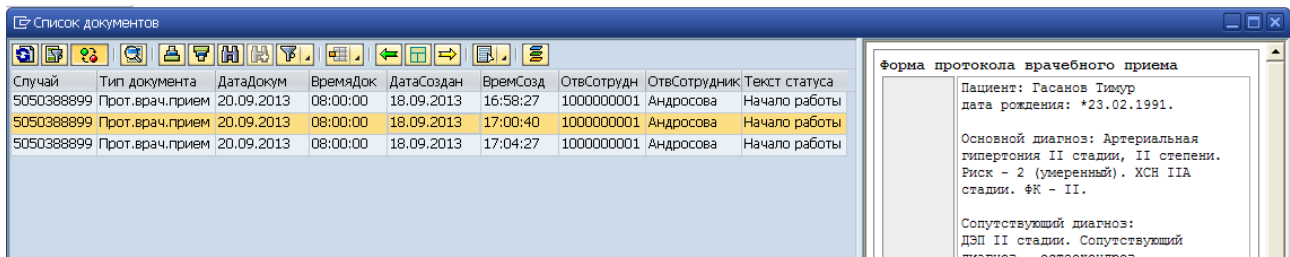 Список документов
Случай Тип документа ДатаДокум ВремяДок ДатаСоздан ВремСозд ОтвСотрудн ОтвСотрудник Текст статуса
5050388899 Прот.врач.прием 20.09.2013 08:00:00 18.09.2013 16:58:27 1000000001 Андросова Начало работы
5050388899 Прот.врач.прием 20.09.2013 08:00:00 18.09.2013 17:00:40 1000000001 Андросова Начало работы
5050388899 Прот.врач.прием 20.09.2013 08:00:00 18.09.2013 17:04:27 1000000001 Андросова Начало работы
Форма протокола врачебного приема
Пациент: Гасанов Тимур
дата рождения: *23.02.1991.
Основной диагноз: Артериальная
гипертония II стадии, II степени.
Риск - 2 (умеренный). ХСН IIА
стадии. ФК - II.
Сопутствующий диагноз:
ДЭП II стадии. Сопутствующий